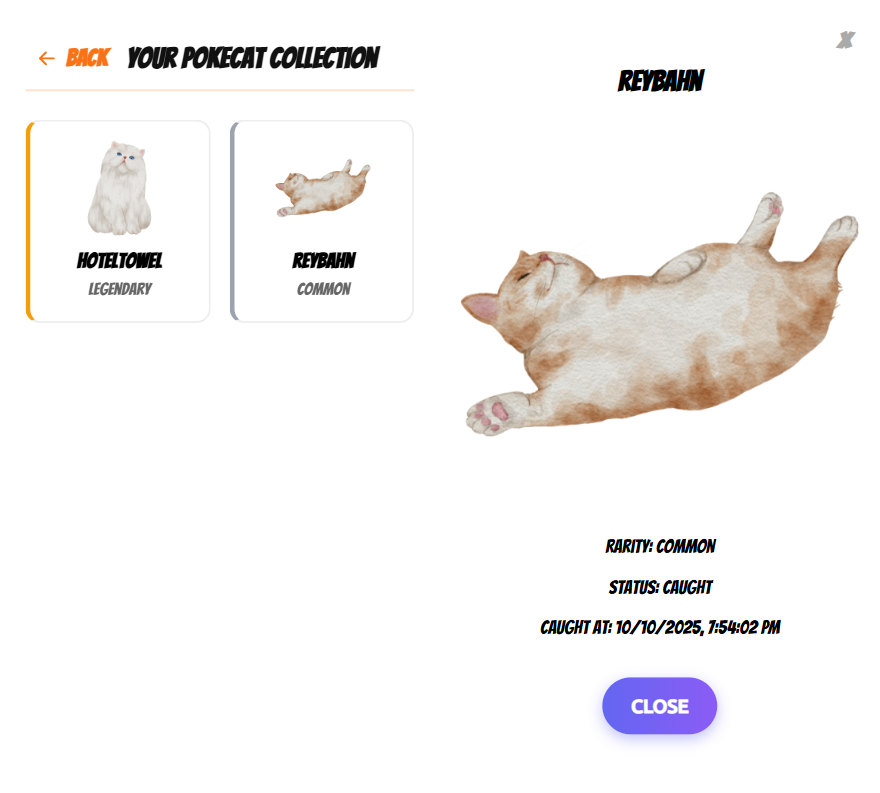 ← BACK YOUR POKECAT COLLECTION
HOTELTOWEL
LEGENDARY
REYBAHN
COMMON
X
REYBAHN
RARITY: COMMON
STATUS: CAUGHT
CAUGHT AT: 10/10/2025, 7:54:02 PM
CLOSE